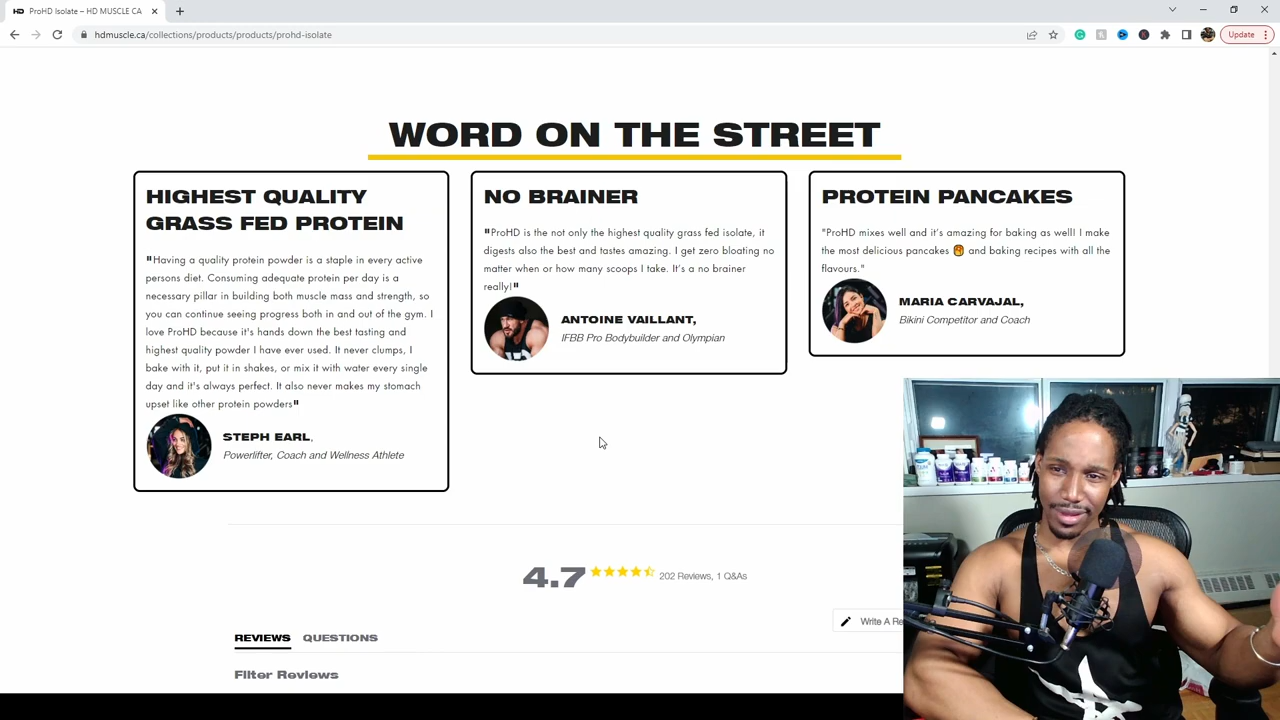 HD ProHD Isolate – HD MUSCLE CA
hdmuscle.ca/collections/products/products/prohd-isolate
Update
WORD ON THE STREET
HIGHEST QUALITY
GRASS FED PROTEIN
"Having a quality protein powder is a staple in every active
persons diet. Consuming adequate protein per day is a
necessary pillar in building both muscle mass and strength, so
you can continue seeing progress both in and out of the gym. I
love ProHD because it's hands down the best tasting and
highest quality powder I have ever used. It never clumps, I
bake with it, put it in shakes, or mix it with water every single
day and it's always perfect. It also never makes my stomach
upset like other protein powders"
STEPH EARL,
Powerlifter, Coach and Wellness Athlete
NO BRAINER
"ProHD is the not only the highest quality grass fed isolate, it
digests also the best and tastes amazing. I get zero bloating no
matter when or how many scoops I take. It's a no brainer
really!"
ANTOINE VAILLANT,
IFBB Pro Bodybuilder and Olympian
PROTEIN PANCAKES
"ProHD mixes well and it's amazing for baking as well! I make
the most delicious pancakes 🥞 and baking recipes with all the
flavours."
MARIA CARVAJAL,
Bikini Competitor and Coach
4.7
202 Reviews, 1 Q&As
Write A Re
REVIEWS QUESTIONS
Filter Reviews